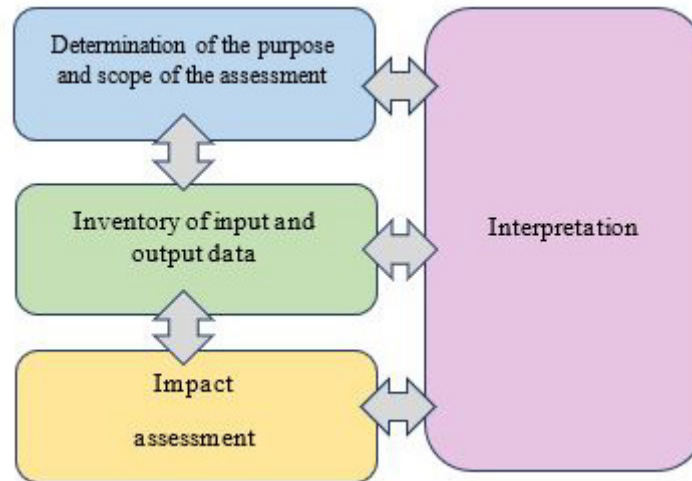 Determination of the purpose
and scope of the assessment
Inventory of input and
output data
Interpretation
Impact
assessment